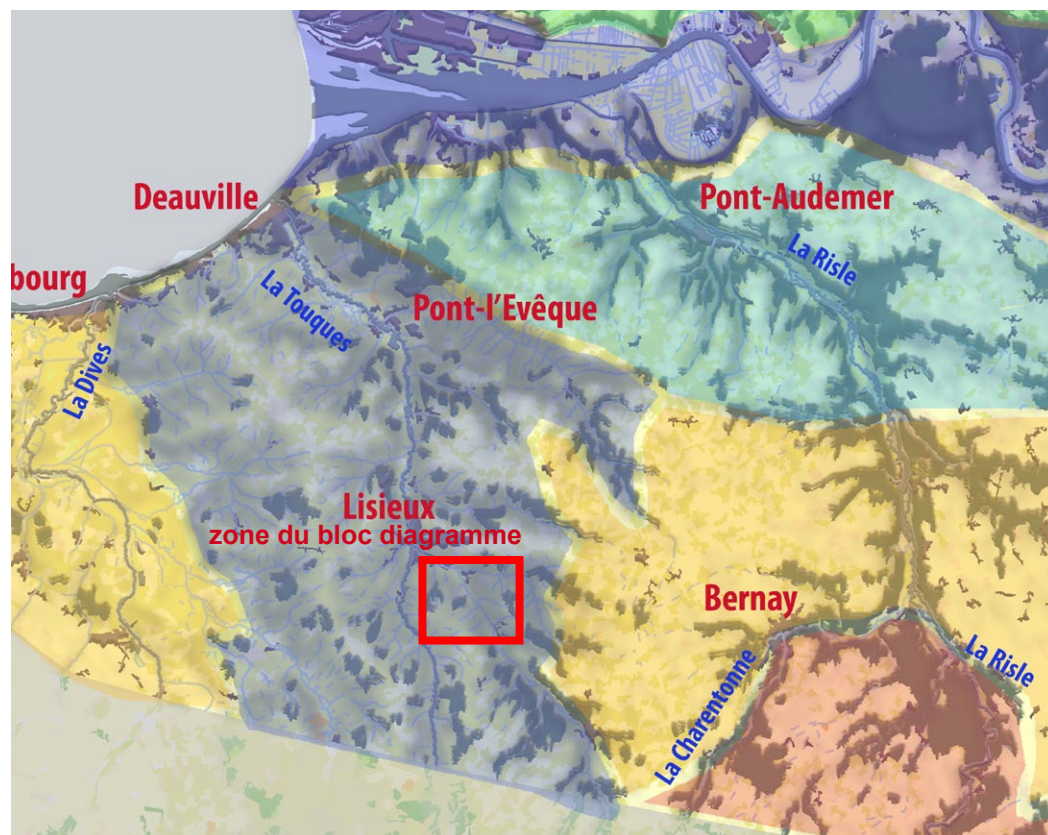 Deauville
Pont-Audemer
La Risle
bourg
La Touques
Pont-l'Evêque
La Dives
Lisieux
zone du bloc diagramme
Bernay
La Risle
La Charentonne